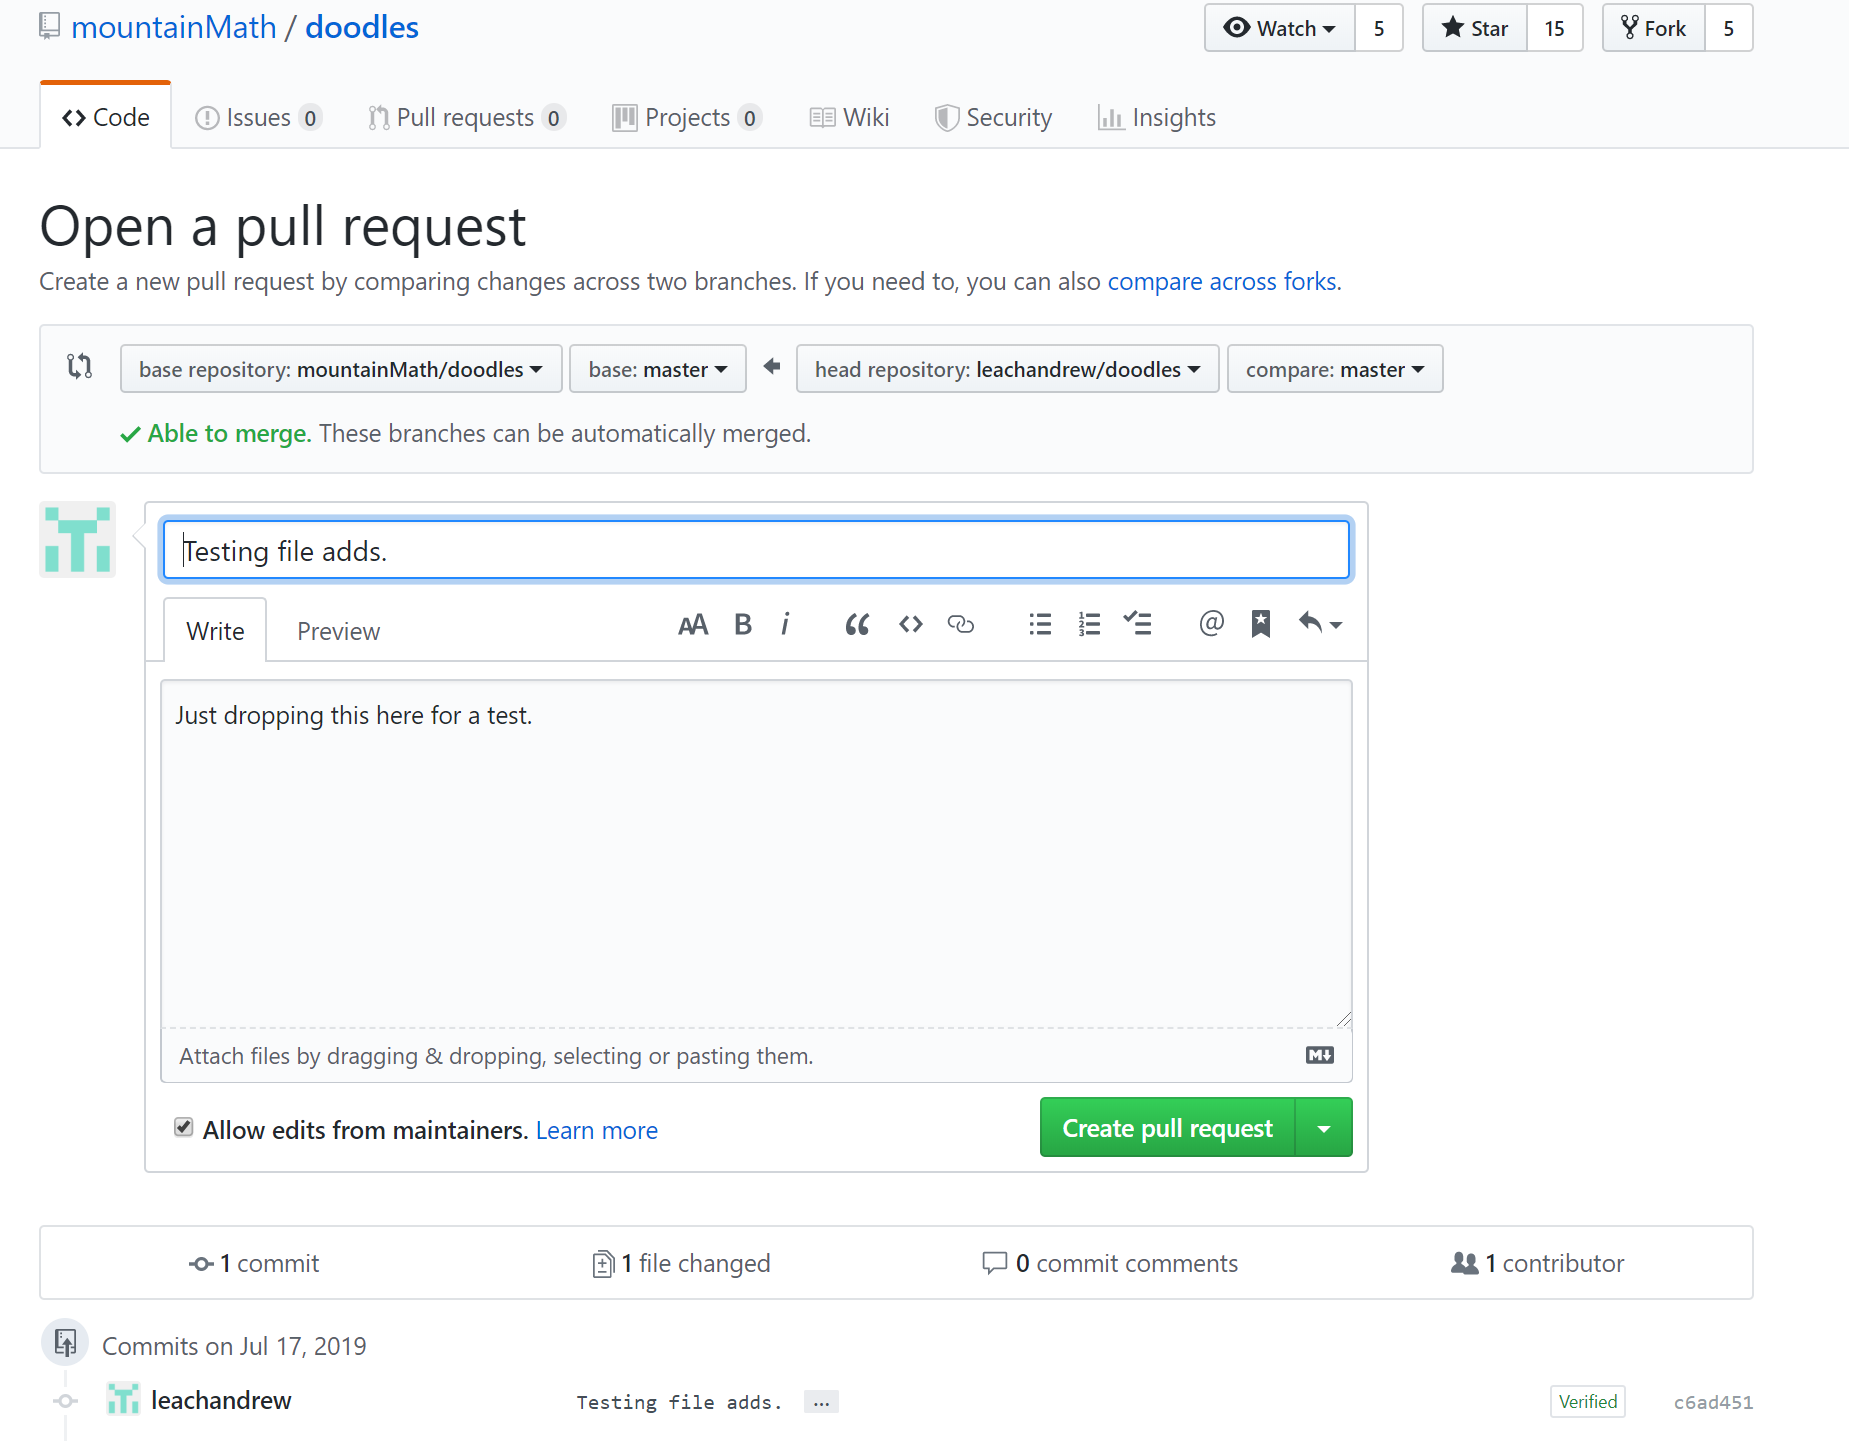 mountainMath / doodles
Watch 5 Star 15 Fork 5
Code Issues 0 Pull requests 0 Projects 0 Wiki Security Insights
Open a pull request
Create a new pull request by comparing changes across two branches. If you need to, you can also compare across forks.
base repository: mountainMath/doodles base: master head repository: leachandrew/doodles compare: master
Able to merge. These branches can be automatically merged.
Testing file adds.
Write Preview AA B i @
Just dropping this here for a test.
Attach files by dragging & dropping, selecting or pasting them.
Allow edits from maintainers. Learn more Create pull request
1 commit 1 file changed 0 commit comments 1 contributor
Commits on Jul 17, 2019
leachandrew Testing file adds. ... Verified c6ad451